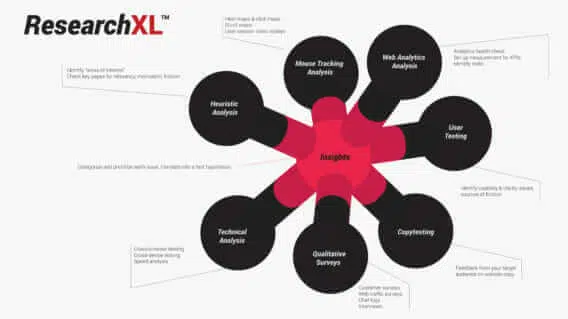 ResearchXL™
Heat maps & click maps
Scroll maps
User session video replays
Mouse Tracking
Analysis
Web Analytics
Analysis
Analytics health check
Set up measurement for KPIs
Identify leaks
Identify "areas of interest"
Check key pages for relevancy, motivation, friction
Heuristic
Analysis
User
Testing
Insights
Categorize and prioritize each issue, translate into a test hypothesis
Identify usability & clarity issues,
sources of friction
Technical
Analysis
Copytesting
Qualitative
Surveys
Cross-browser testing
Cross-device testing
Speed analysis
Feedback from your target
audience on website copy
Customer surveys
Web traffic surveys
Chat logs
Interviews